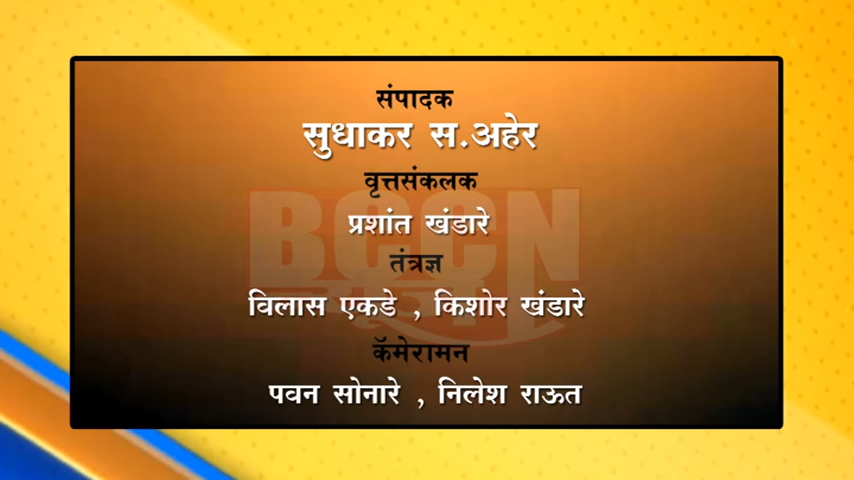 संपादक
सुधाकर स.अहेर
वृत्तसंकलक
प्रशांत खंडारे
तंत्रज्ञ
विलास एकडे , किशोर खंडारे
कॅमेरामन
पवन सोनारे , निलेश राऊत
BCCN